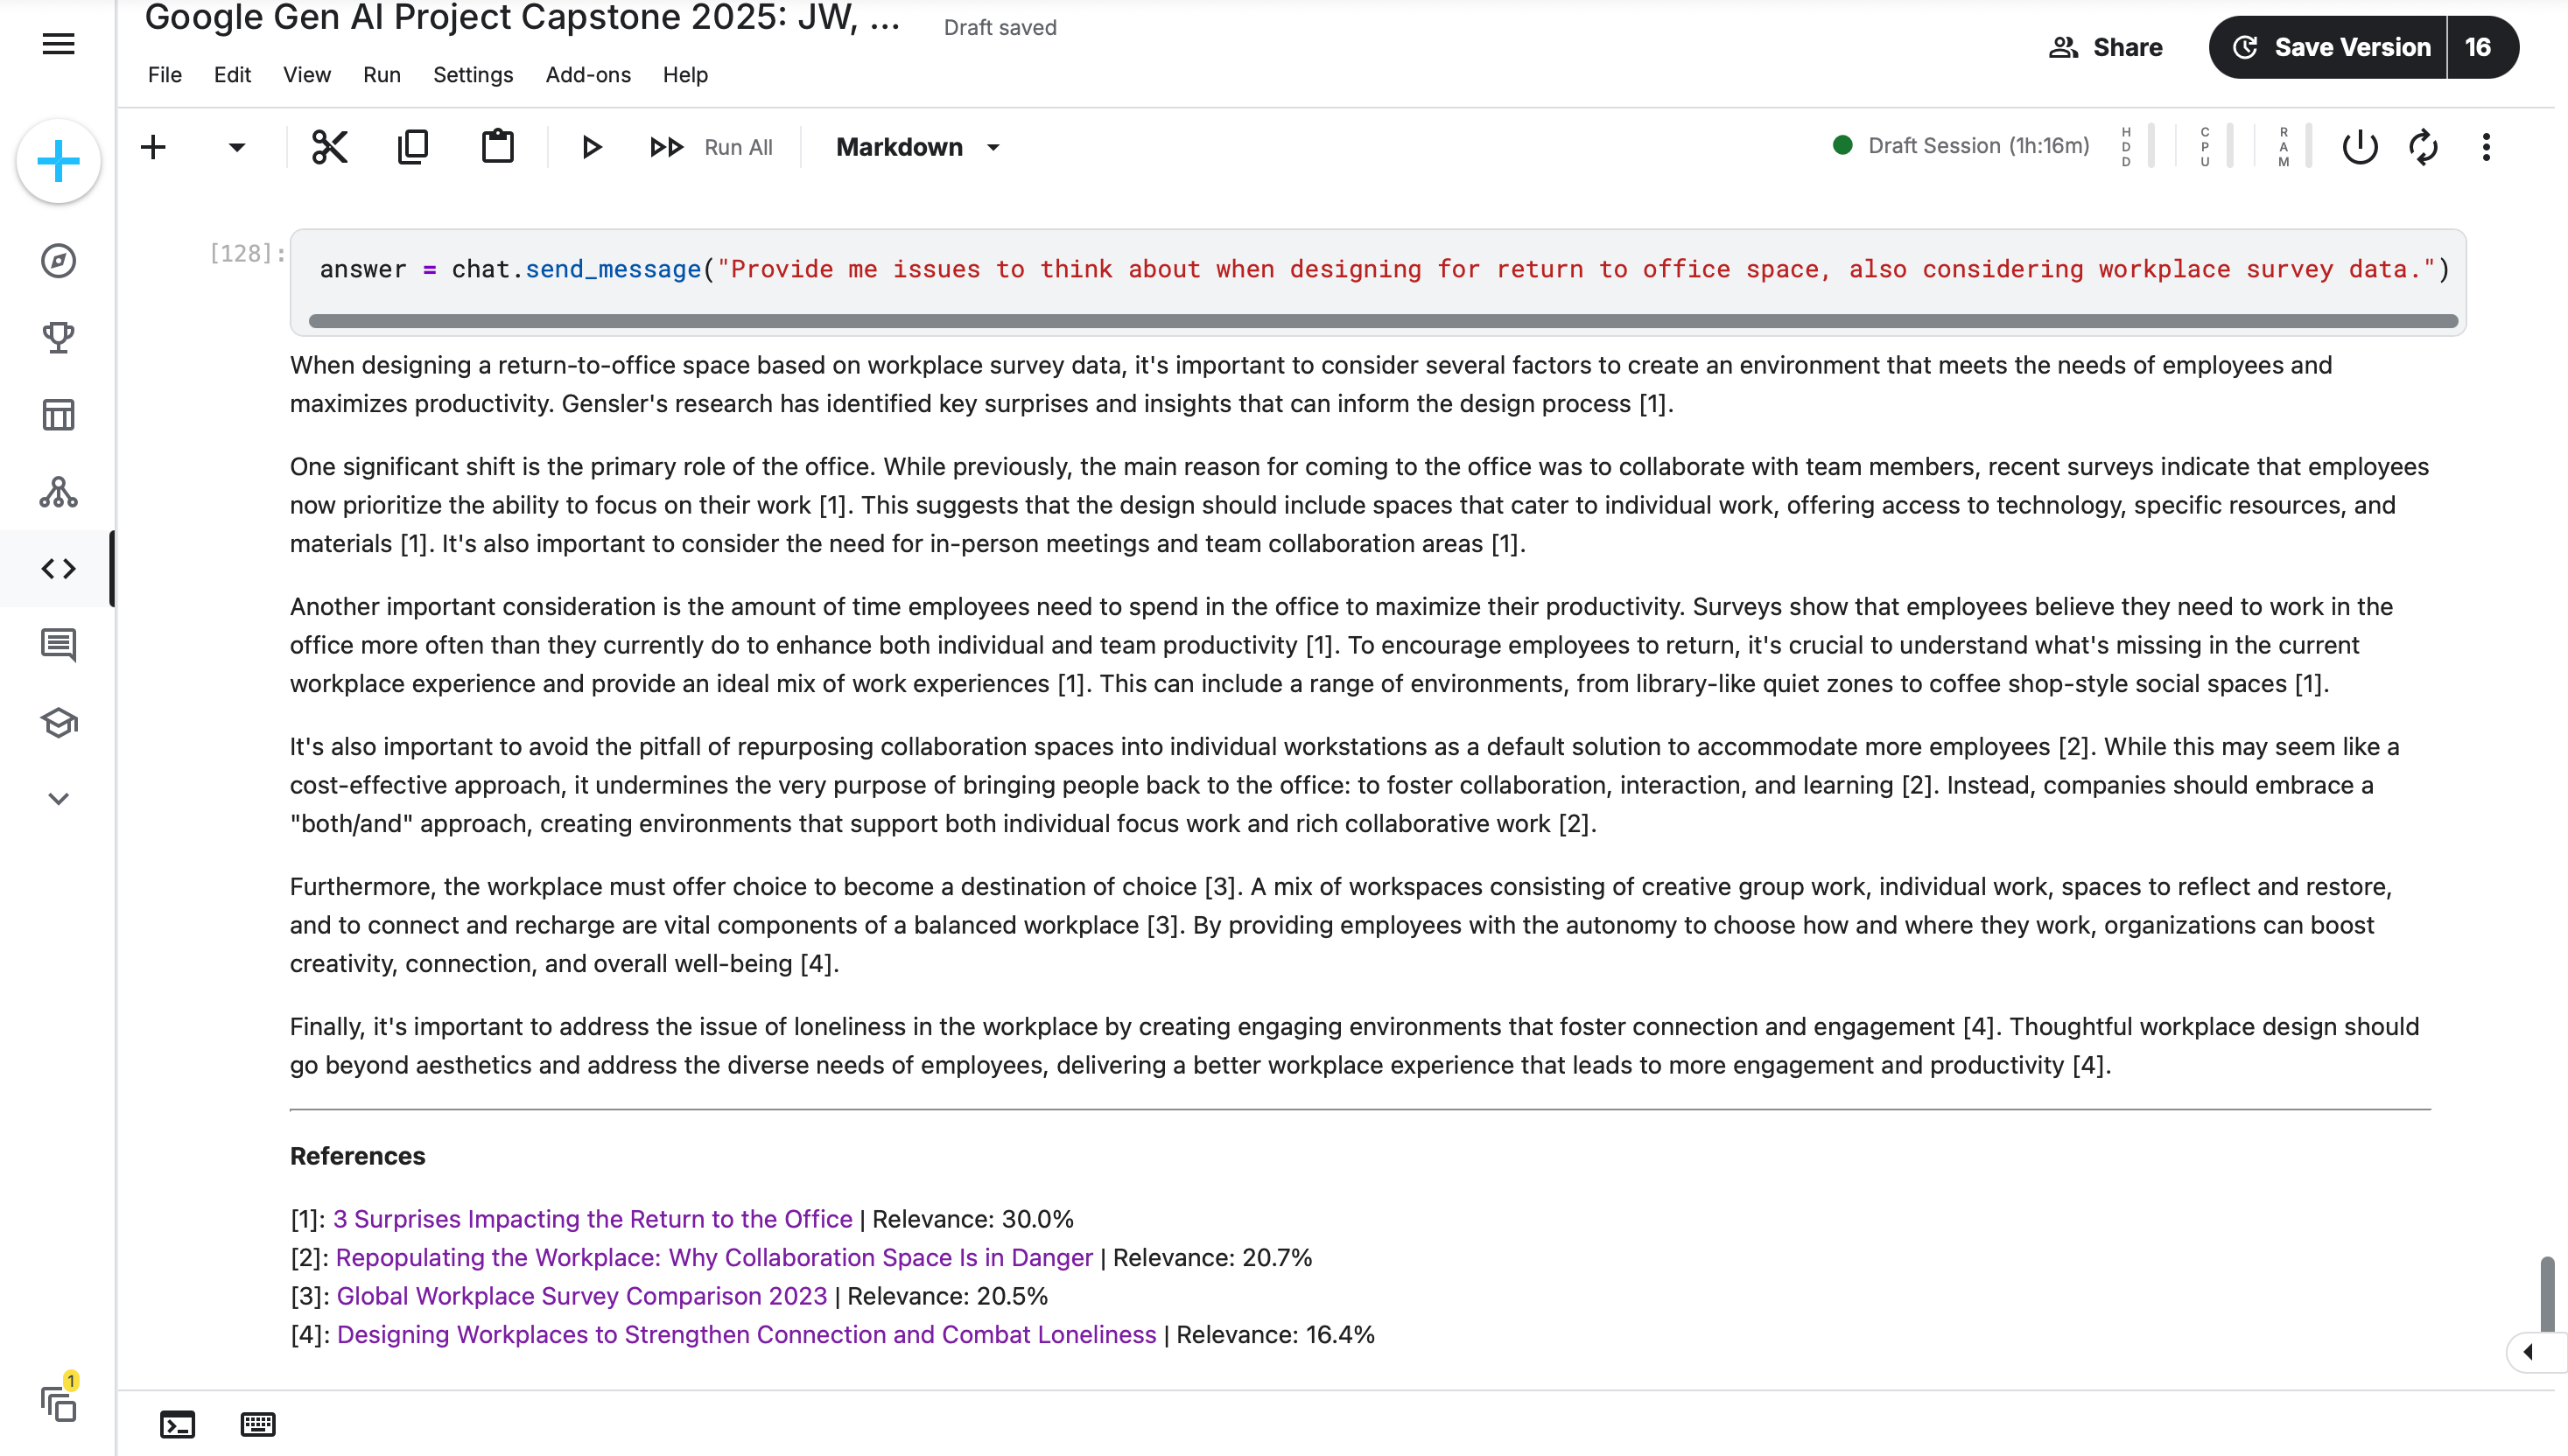 Google Gen AI Project Capstone 2025: JW, ...
Draft saved
File Edit View Run Settings Add-ons Help
Share
Save Version 16
Run All
Markdown
Draft Session (1h:16m)
HDD
CPU
RAM
[128]:
answer = chat.send_message("Provide me issues to think about when designing for return to office space, also considering workplace survey data.")
When designing a return-to-office space based on workplace survey data, it's important to consider several factors to create an environment that meets the needs of employees and
maximizes productivity. Gensler's research has identified key surprises and insights that can inform the design process [1].
One significant shift is the primary role of the office. While previously, the main reason for coming to the office was to collaborate with team members, recent surveys indicate that employees
now prioritize the ability to focus on their work [1]. This suggests that the design should include spaces that cater to individual work, offering access to technology, specific resources, and
materials [1]. It's also important to consider the need for in-person meetings and team collaboration areas [1].
Another important consideration is the amount of time employees need to spend in the office to maximize their productivity. Surveys show that employees believe they need to work in the
office more often than they currently do to enhance both individual and team productivity [1]. To encourage employees to return, it's crucial to understand what's missing in the current
workplace experience and provide an ideal mix of work experiences [1]. This can include a range of environments, from library-like quiet zones to coffee shop-style social spaces [1].
It's also important to avoid the pitfall of repurposing collaboration spaces into individual workstations as a default solution to accommodate more employees [2]. While this may seem like a
cost-effective approach, it undermines the very purpose of bringing people back to the office: to foster collaboration, interaction, and learning [2]. Instead, companies should embrace a
"both/and" approach, creating environments that support both individual focus work and rich collaborative work [2].
Furthermore, the workplace must offer choice to become a destination of choice [3]. A mix of workspaces consisting of creative group work, individual work, spaces to reflect and restore,
and to connect and recharge are vital components of a balanced workplace [3]. By providing employees with the autonomy to choose how and where they work, organizations can boost
creativity, connection, and overall well-being [4].
Finally, it's important to address the issue of loneliness in the workplace by creating engaging environments that foster connection and engagement [4]. Thoughtful workplace design should
go beyond aesthetics and address the diverse needs of employees, delivering a better workplace experience that leads to more engagement and productivity [4].
References
[1]: 3 Surprises Impacting the Return to the Office | Relevance: 30.0%
[2]: Repopulating the Workplace: Why Collaboration Space Is in Danger | Relevance: 20.7%
[3]: Global Workplace Survey Comparison 2023 | Relevance: 20.5%
[4]: Designing Workplaces to Strengthen Connection and Combat Loneliness | Relevance: 16.4%
1